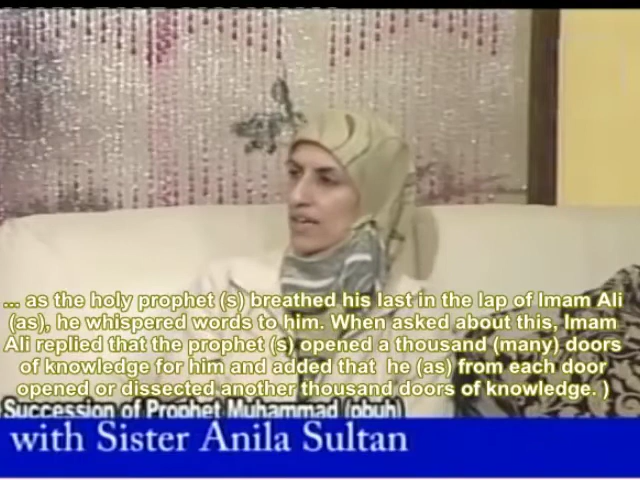 ... as the holy prophet (s) breathed his last in the lap of Imam Ali
(as), he whispered words to him. When asked about this, Imam
Ali replied that the prophet (s) opened a thousand (many) doors
of knowledge for him and added that he (as) from each door
opened or dissected another thousand doors of knowledge. )
Succession of Prophet Muhammad (pbuh)
with Sister Anila Sultan